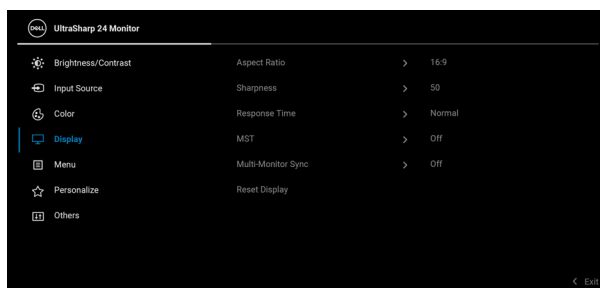 DELL UltraSharp 24 Monitor
Brightness/Contrast Aspect Ratio > 16:9
Input Source Sharpness > 50
Color Response Time > Normal
Display MST > Off
Menu Multi-Monitor Sync > Off
Personalize Reset Display
Others
< Exit